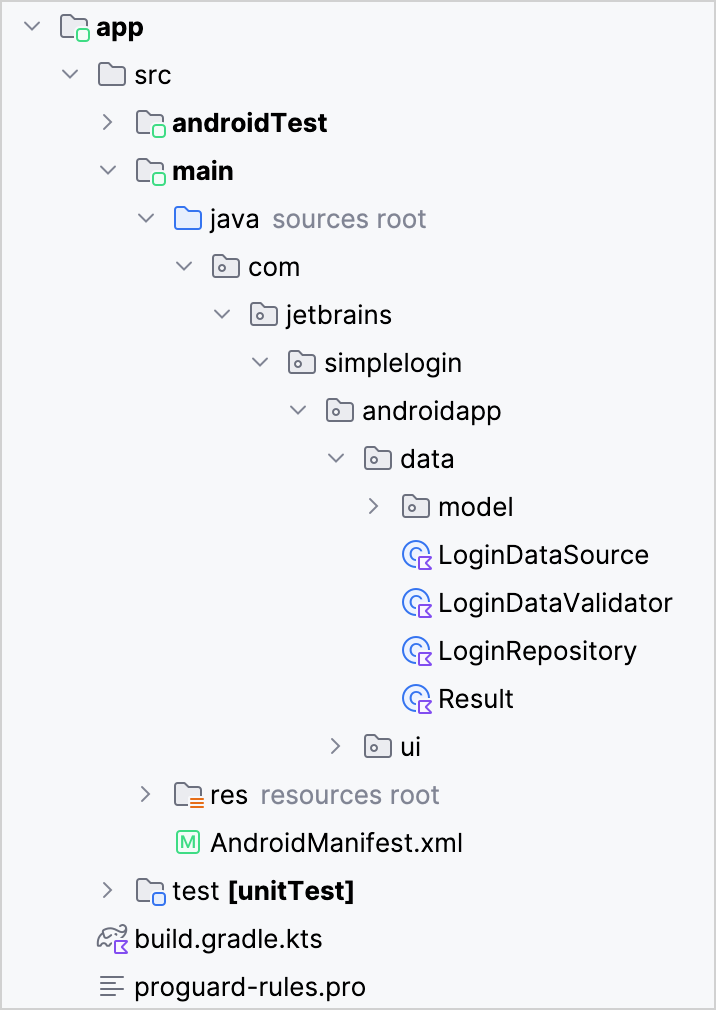 app
src
androidTest
main
java sources root
com
jetbrains
simplelogin
androidapp
data
model
LoginDataSource
LoginDataValidator
LoginRepository
Result
ui
res resources root
M AndroidManifest.xml
test [unitTest]
build.gradle.kts
proguard-rules.pro